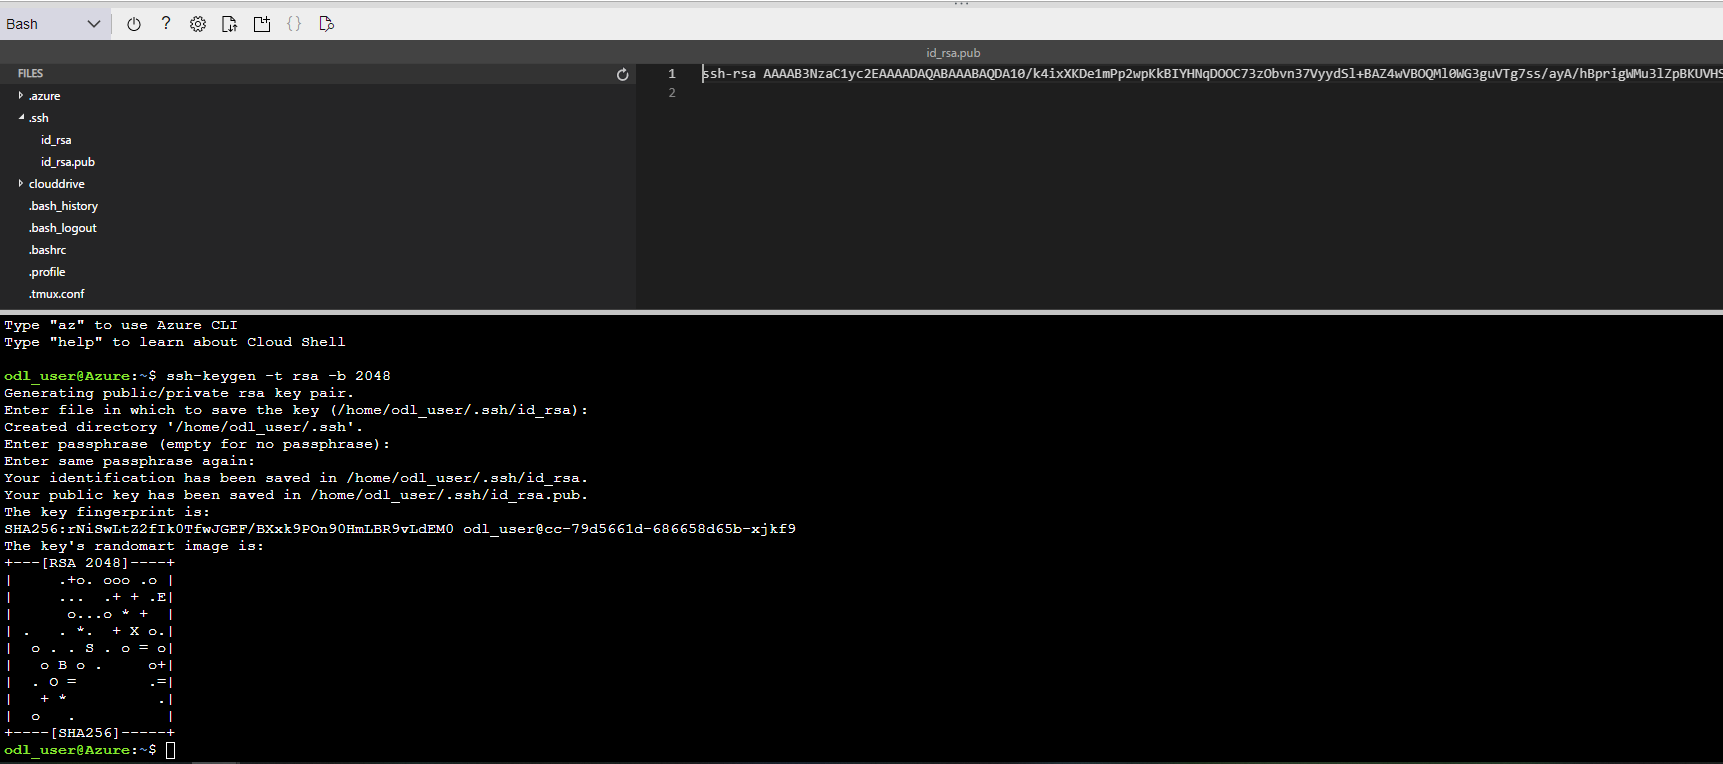 Bash
?
{}
id_rsa.pub
FILES
.azure
.ssh
id_rsa
id_rsa.pub
clouddrive
.bash_history
.bash_logout
.bashrc
.profile
.tmux.conf
1 ssh-rsa AAAAB3NzaC1yc2EAAAADAQABAAABAQDA10/k4ixXKDe1mPp2wpKkBIYHNqDOOC73zObvn37VyydSl+BAZ4wVBOQMl0WG3guVTg7ss/ayA/hBprigWMu3lZpBKUVHS
2
Type "az" to use Azure CLI
Type "help" to learn about Cloud Shell
odl_user@Azure:~$ ssh-keygen -t rsa -b 2048
Generating public/private rsa key pair.
Enter file in which to save the key (/home/odl_user/.ssh/id_rsa):
Created directory '/home/odl_user/.ssh'.
Enter passphrase (empty for no passphrase):
Enter same passphrase again:
Your identification has been saved in /home/odl_user/.ssh/id_rsa.
Your public key has been saved in /home/odl_user/.ssh/id_rsa.pub.
The key fingerprint is:
SHA256:rNiSwLtZ2fIk0TfwJGEF/BXxk9POn90HmLBR9vLdEM0 odl_user@cc-79d5661d-686658d65b-xjkf9
The key's randomart image is:
+---[RSA 2048]----+
|     .+o. ooo .o |
|     ...  .+ + .E|
|      o...o * +  |
| .   . *.  + X o.|
|  o . . S . o = o|
|   o B o .     o+|
|  . O =        .=|
|   + *          .|
|  o   .          |
+----[SHA256]-----+
odl_user@Azure:~$